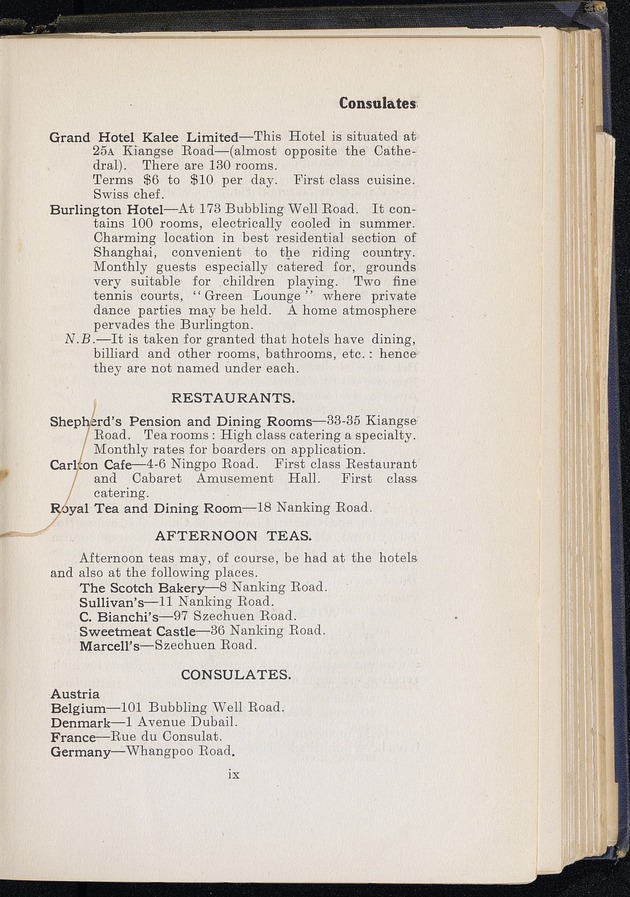 Consulates
Grand Hotel Kalee Limited—This Hotel is situated at
25A Kiangse Road—(almost opposite the Cathe-
dral). There are 130 rooms.
Terms $6 to $10 per day. First class cuisine.
Swiss chef.
Burlington Hotel—At 173 Bubbling Well Road. It con-
tains 100 rooms, electrically cooled in summer.
Charming location in best residential section of
Shanghai, convenient to the riding country.
Monthly guests especially catered for, grounds
very suitable for children playing. Two fine
tennis courts, “Green Lounge” where private
dance parties may be held. A home atmosphere
pervades the Burlington.
N.B.—It is taken for granted that hotels have dining,
billiard and other rooms, bathrooms, etc.: hence
they are not named under each.
RESTAURANTS.
Shepherd's Pension and Dining Rooms—33-35 Kiangse
Road. Tea rooms: High class catering a specialty.
Monthly rates for boarders on application.
Carlton Cafe—4-6 Ningpo Road. First class Restaurant
and Cabaret Amusement Hall. First class
catering.
Royal Tea and Dining Room—18 Nanking Road.
AFTERNOON TEAS.
Afternoon teas may, of course, be had at the hotels
and also at the following places.
The Scotch Bakery—8 Nanking Road.
Sullivan's—11 Nanking Road.
C. Bianchi's—97 Szechuen Road.
Sweetmeat Castle—36 Nanking Road.
Marcell's—Szechuen Road.
CONSULATES.
Austria
Belgium—101 Bubbling Well Road.
Denmark—1 Avenue Dubail.
France—Rue du Consulat.
Germany—Whangpoo Road.
ix